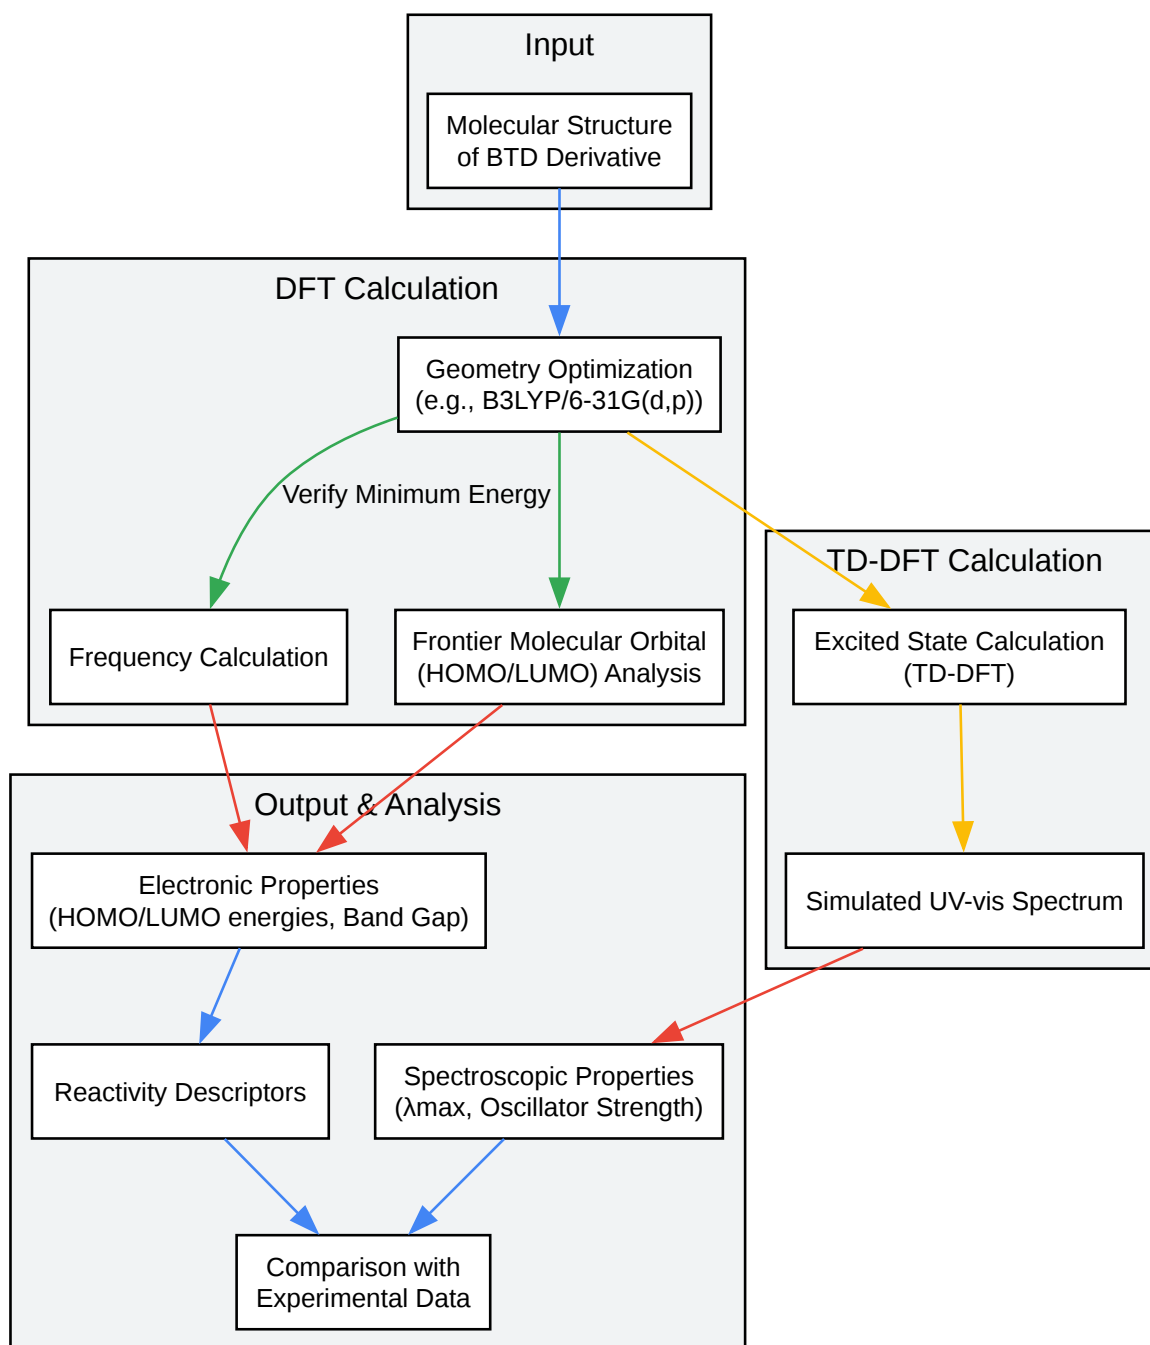 Input
Molecular Structure
of BTD Derivative
DFT Calculation
Geometry Optimization
(e.g., B3LYP/6-31G(d,p))
Verify Minimum Energy
TD-DFT Calculation
Frequency Calculation
Frontier Molecular Orbital
(HOMO/LUMO) Analysis
Excited State Calculation
(TD-DFT)
Output & Analysis
Electronic Properties
(HOMO/LUMO energies, Band Gap)
Simulated UV-vis Spectrum
Reactivity Descriptors
Spectroscopic Properties
(λmax, Oscillator Strength)
Comparison with
Experimental Data